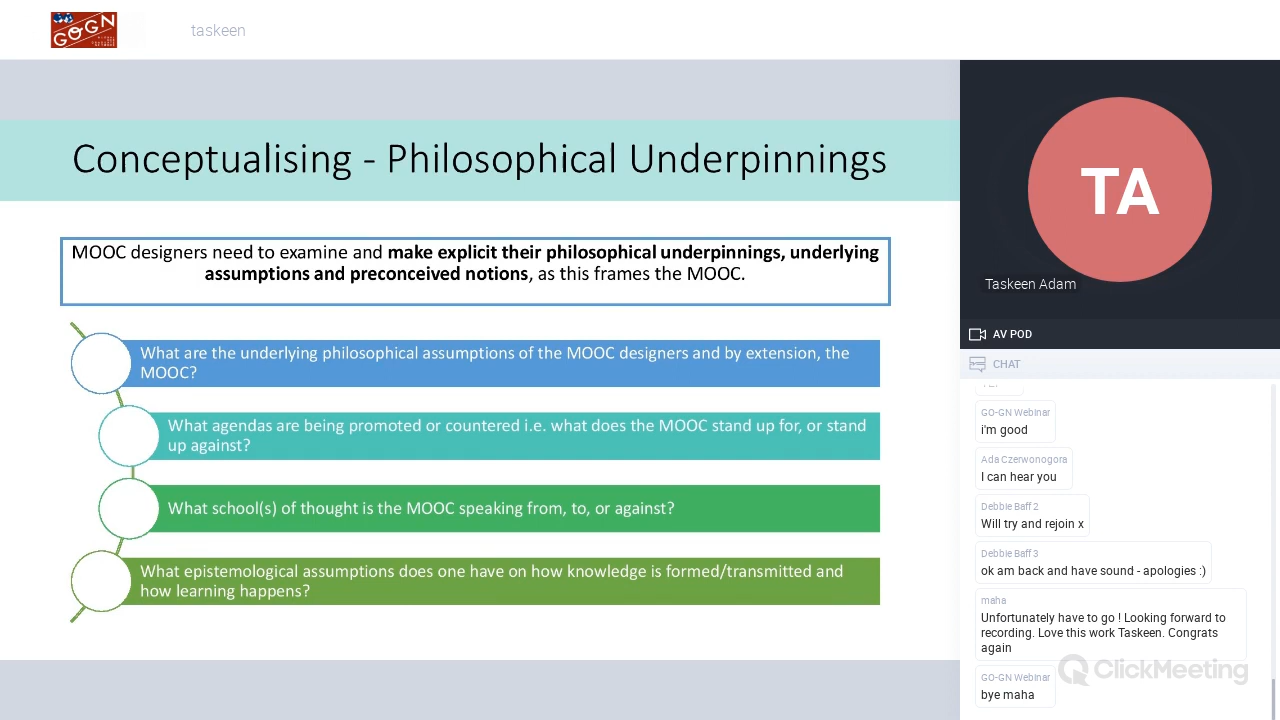 GOGN
taskeen
Conceptualising - Philosophical Underpinnings
MOOC designers need to examine and make explicit their philosophical underpinnings, underlying
assumptions and preconceived notions, as this frames the MOOC.
What are the underlying philosophical assumptions of the MOOC designers and by extension, the
MOOC?
What agendas are being promoted or countered i.e. what does the MOOC stand up for, or stand
up against?
What school(s) of thought is the MOOC speaking from, to, or against?
What epistemological assumptions does one have on how knowledge is formed/transmitted and
how learning happens?
TA
Taskeen Adam
AV POD
CHAT
GO-GN Webinar
i'm good
Ada Czerwonogora
I can hear you
Debbie Baff 2
Will try and rejoin x
Debbie Baff 3
ok am back and have sound - apologies :)
maha
Unfortunately have to go ! Looking forward to
recording. Love this work Taskeen. Congrats
again
GO-GN Webinar
bye maha
ClickMeeting